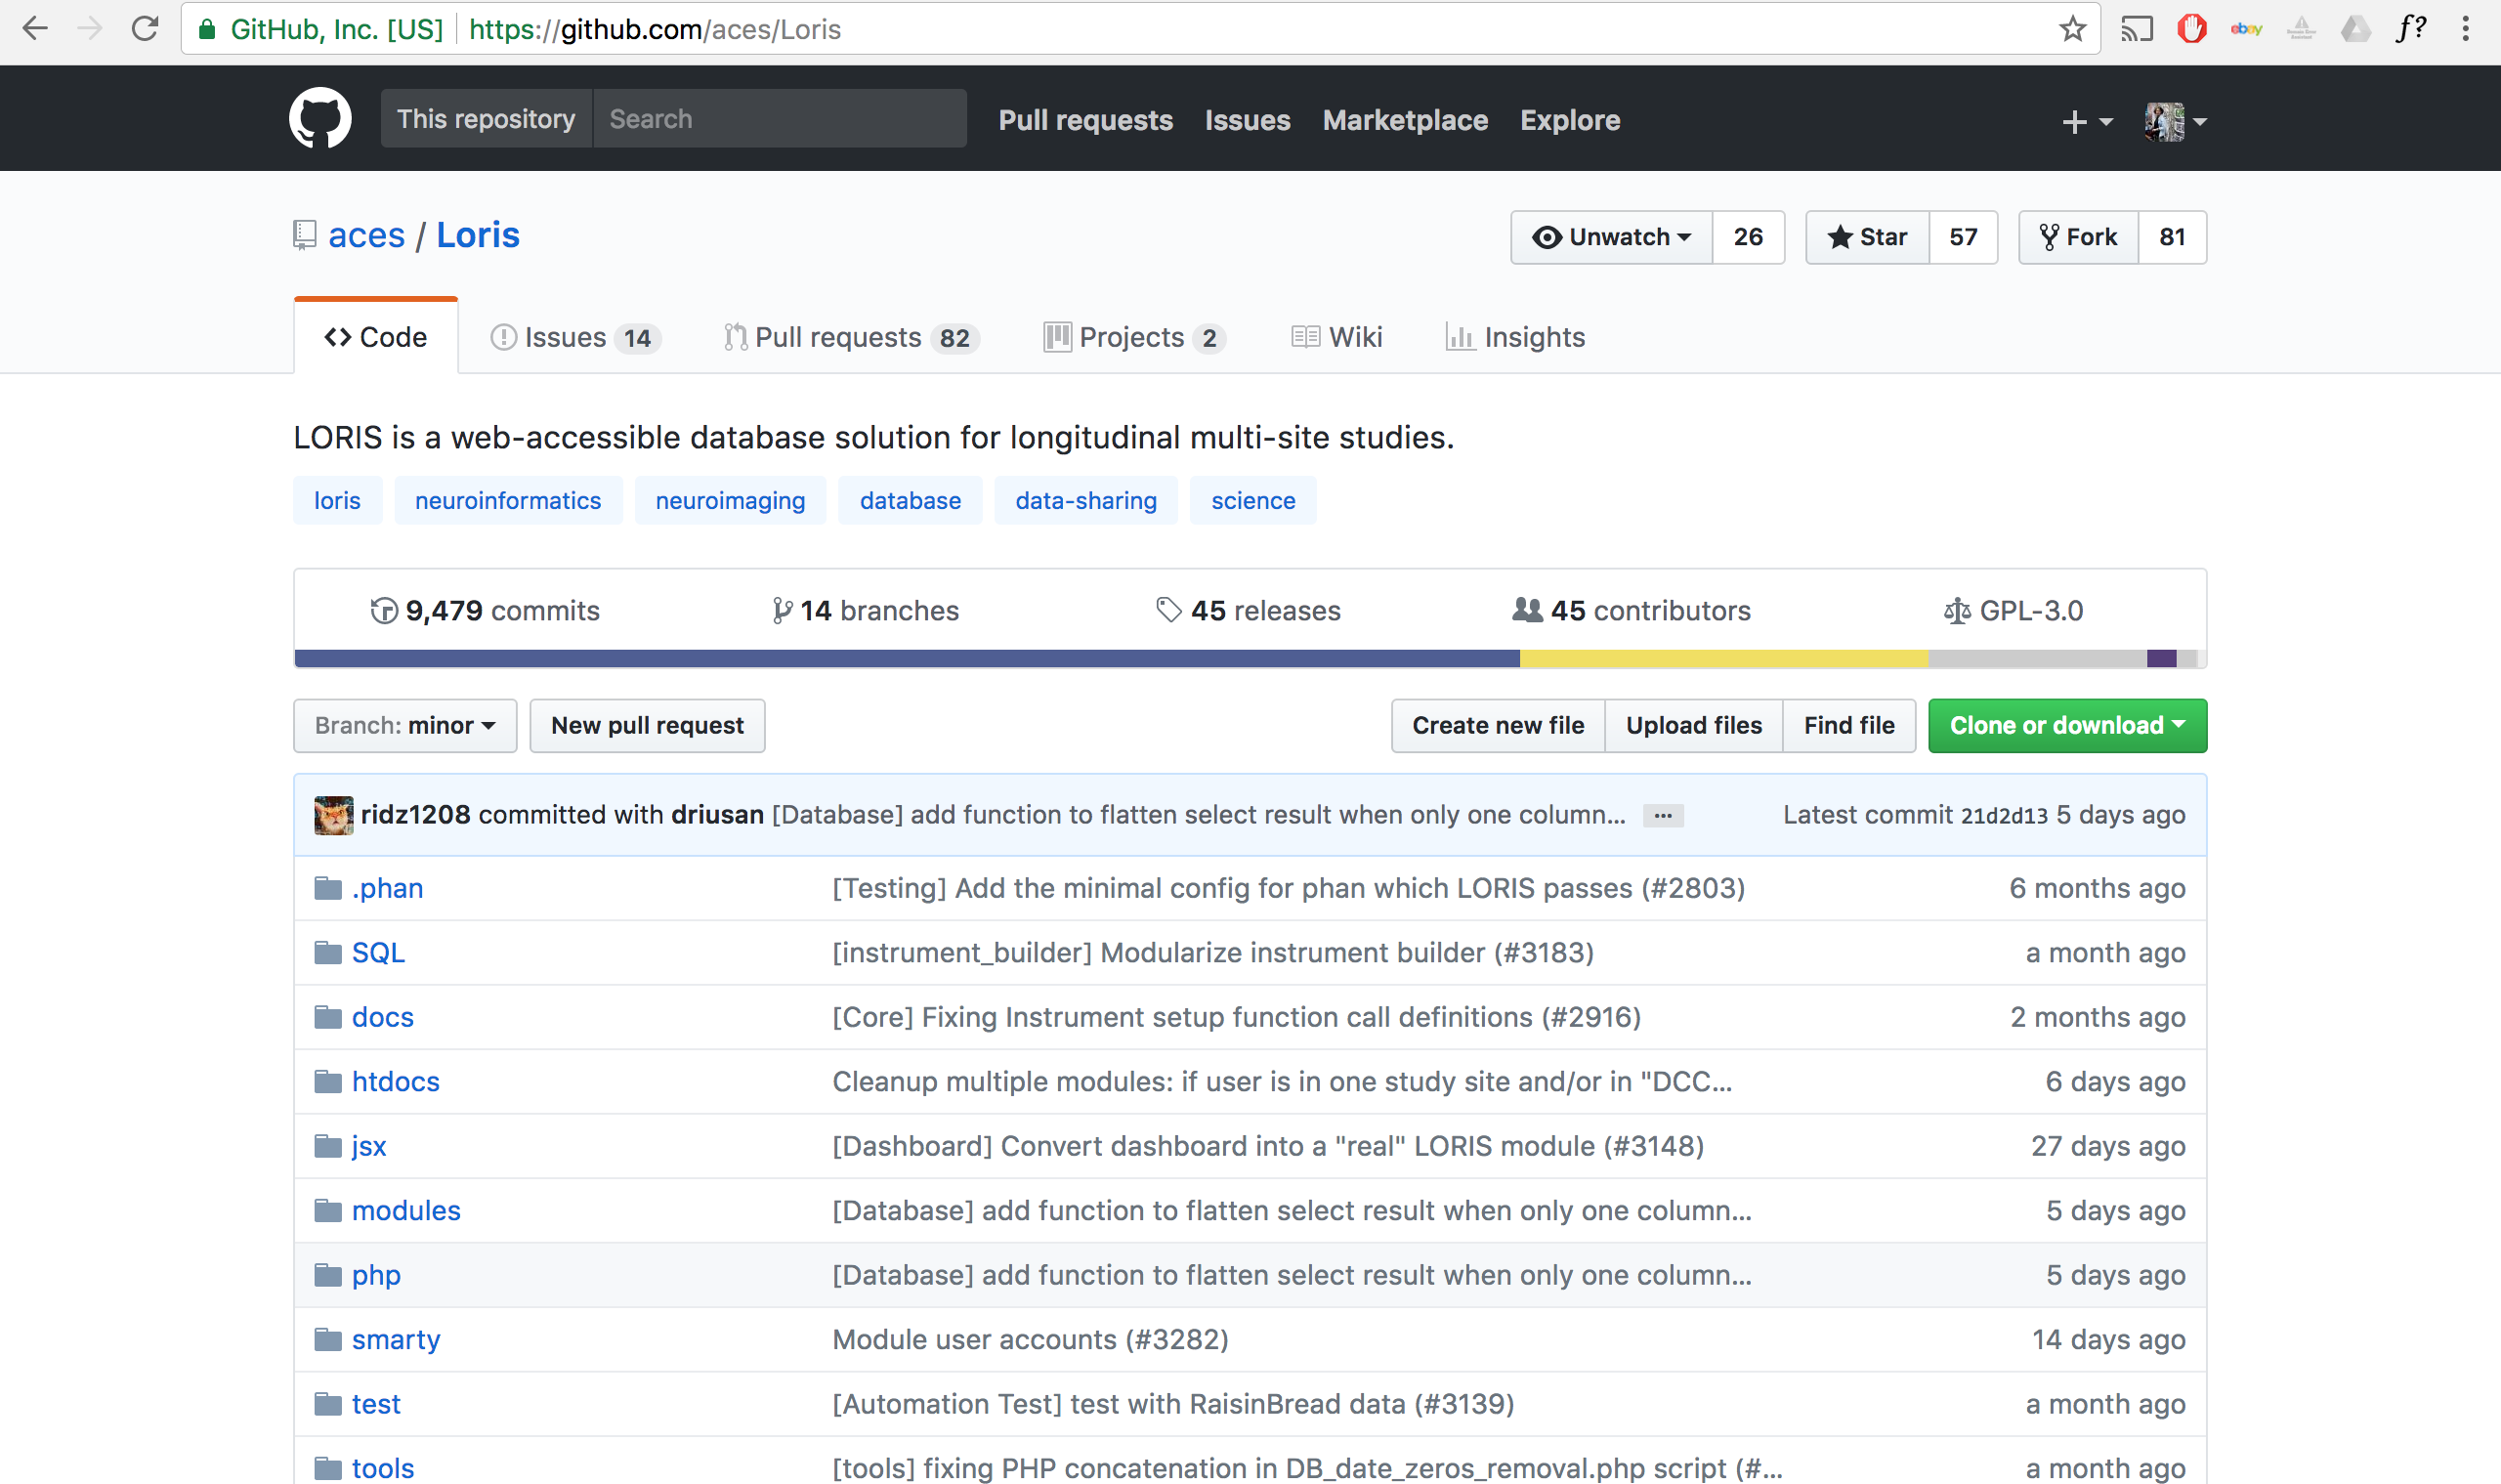 GitHub, Inc. [US] https://github.com/aces/Loris ebay f?
This repository Search Pull requests Issues Marketplace Explore
aces / Loris Unwatch 26 Star 57 Fork 81
Code Issues 14 Pull requests 82 Projects 2 Wiki Insights
LORIS is a web-accessible database solution for longitudinal multi-site studies.
loris neuroinformatics neuroimaging database data-sharing science
9,479 commits 14 branches 45 releases 45 contributors GPL-3.0
Branch: minor New pull request Create new file Upload files Find file Clone or download
ridz1208 committed with driusan [Database] add function to flatten select result when only one column... ... Latest commit 21d2d13 5 days ago
.phan [Testing] Add the minimal config for phan which LORIS passes (#2803) 6 months ago
SQL [instrument_builder] Modularize instrument builder (#3183) a month ago
docs [Core] Fixing Instrument setup function call definitions (#2916) 2 months ago
htdocs Cleanup multiple modules: if user is in one study site and/or in "DCC... 6 days ago
jsx [Dashboard] Convert dashboard into a "real" LORIS module (#3148) 27 days ago
modules [Database] add function to flatten select result when only one column... 5 days ago
php [Database] add function to flatten select result when only one column... 5 days ago
smarty Module user accounts (#3282) 14 days ago
test [Automation Test] test with RaisinBread data (#3139) a month ago
tools [tools] fixing PHP concatenation in DB_date_zeros_removal.php script (#... a month ago